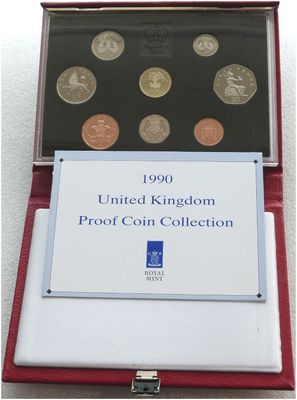 1990
United Kingdom
Proof Coin Collection
ROYAL
MINT